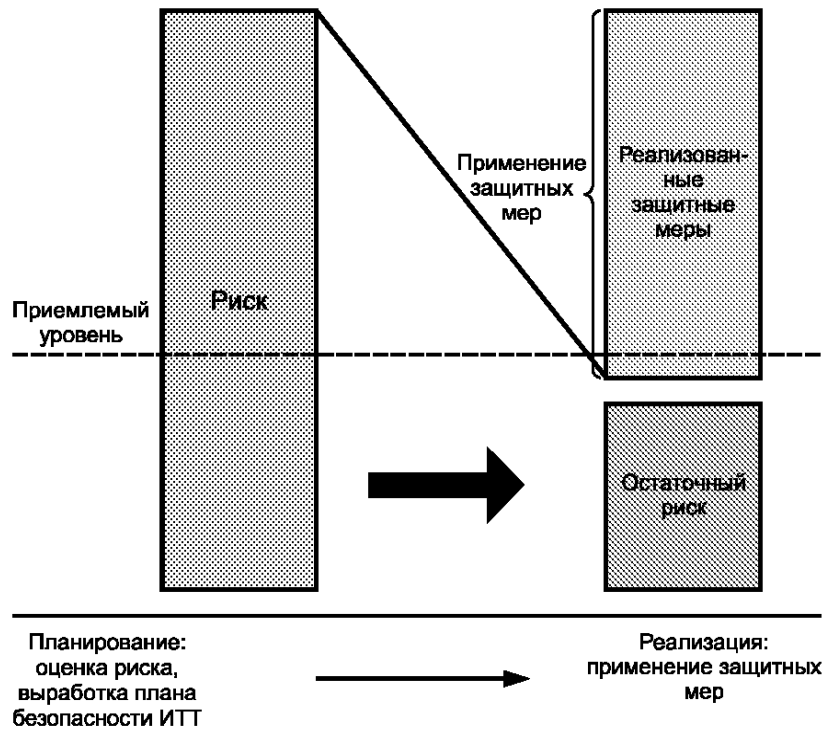 Применение
защитных
мер
Реализован-
ные
защитные
меры
Риск
Приемлемый
уровень
Остаточный
риск
Планирование:
оценка риска,
выработка плана
безопасности ИТТ
Реализация:
применение защитных
мер